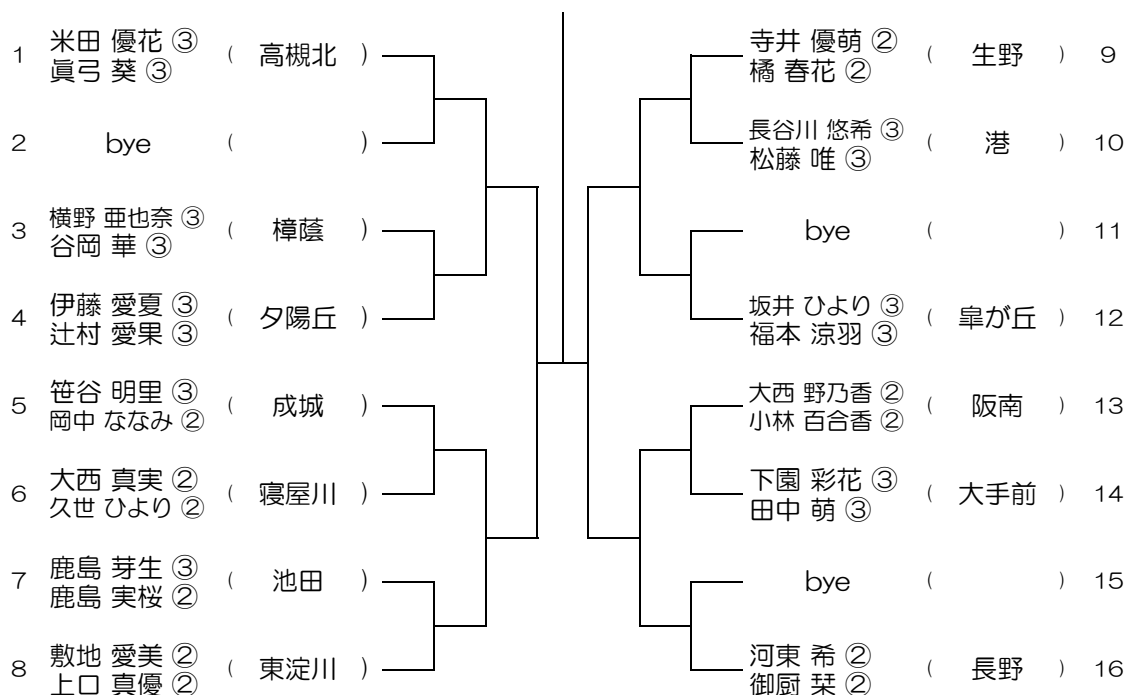 1 米田 優花 ③ ( 高槻北 )
眞弓 葵 ③
2 bye ( )
3 横野 亜也奈 ③ ( 樟蔭 )
谷岡 華 ③
4 伊藤 愛夏 ③ ( 夕陽丘 )
辻村 愛果 ③
5 笹谷 明里 ③ ( 成城 )
岡中 ななみ ②
6 大西 真実 ② ( 寝屋川 )
久世 ひより ②
7 鹿島 芽生 ③ ( 池田 )
鹿島 実桜 ②
8 敷地 愛美 ② ( 東淀川 )
上口 真優 ②
寺井 優萌 ② ( 生野 ) 9
橘 春花 ②
長谷川 悠希 ③ ( 港 ) 10
松藤 唯 ③
bye ( ) 11
坂井 ひより ③ ( 皐が丘 ) 12
福本 涼羽 ③
大西 野乃香 ② ( 阪南 ) 13
小林 百合香 ②
下園 彩花 ③ ( 大手前 ) 14
田中 萌 ③
bye ( ) 15
河東 希 ② ( 長野 ) 16
御厨 栞 ②